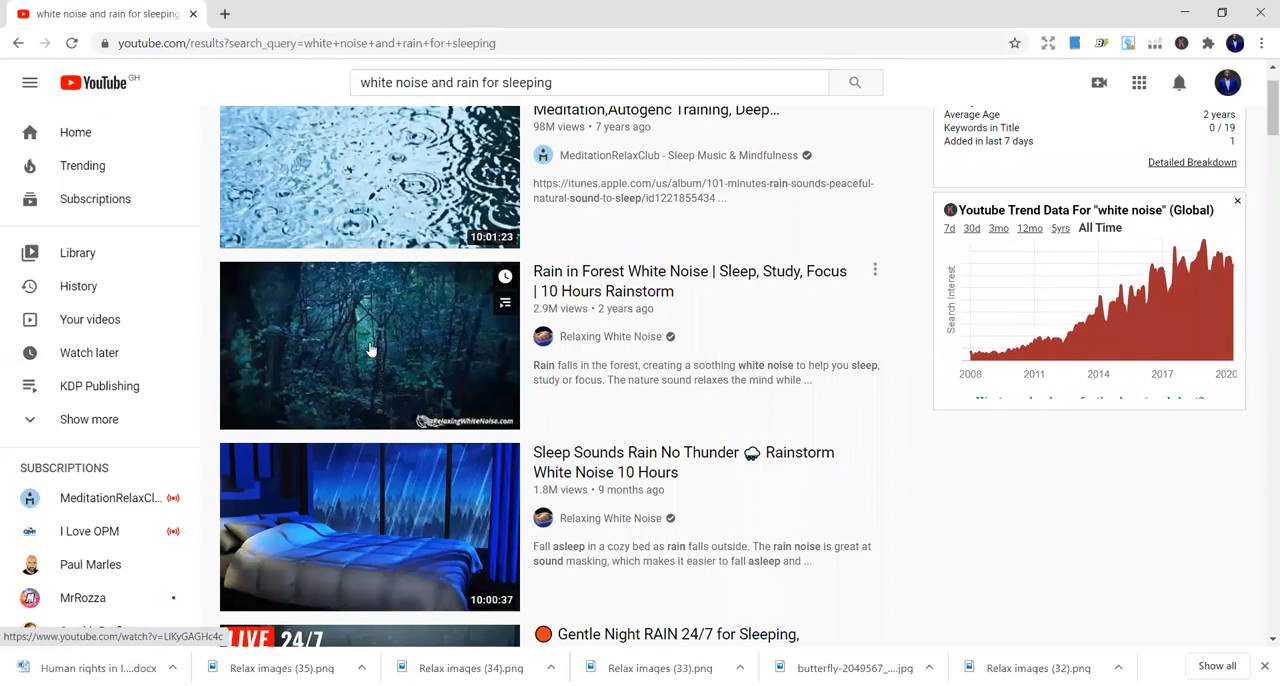 white noise and rain for sleeping
youtube.com/results?search_query=white+noise+and+rain+for+sleeping
YouTube GH
white noise and rain for sleeping
Home
Trending
Subscriptions
Library
History
Your videos
Watch later
KDP Publishing
Show more
SUBSCRIPTIONS
MeditationRelaxCl...
I Love OPM
Paul Marles
MrRozza
https://www.youtube.com/watch?v=LIKyGAGHc4c
10:01:23
Meditation,Autogenc Training, Deep...
98M views • 7 years ago
MeditationRelaxClub - Sleep Music & Mindfulness
https://itunes.apple.com/us/album/101-minutes-rain-sounds-peaceful-
natural-sound-to-sleep/id1221855434 ...
RelaxingWhiteNoise.com
Rain in Forest White Noise | Sleep, Study, Focus
| 10 Hours Rainstorm
2.9M views • 2 years ago
Relaxing White Noise
Rain falls in the forest, creating a soothing white noise to help you sleep,
study or focus. The nature sound relaxes the mind while ...
10:00:37
Sleep Sounds Rain No Thunder 🌧 Rainstorm
White Noise 10 Hours
1.8M views • 9 months ago
Relaxing White Noise
Fall asleep in a cozy bed as rain falls outside. The rain noise is great at
sound masking, which makes it easier to fall asleep and ...
LIVE 24/7
🔴 Gentle Night RAIN 24/7 for Sleeping,
Average Age 2 years
Keywords in Title 0 / 19
Added in last 7 days 1
Detailed Breakdown
Youtube Trend Data For "white noise" (Global)
7d 30d 3mo 12mo 5yrs All Time
Search Interest
2008 2011 2014 2017 2020
Human rights in I....docx
Relax images (35).png
Relax images (34).png
Relax images (33).png
butterfly-2049567_....jpg
Relax images (32).png
Show all